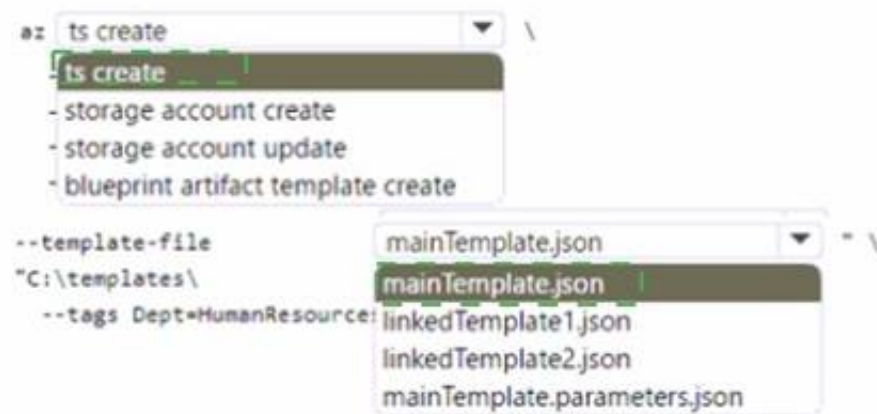 az ts create \
- ts create
- storage account create
- storage account update
- blueprint artifact template create
--template-file mainTemplate.json " \
"C:\templates\ mainTemplate.json
--tags Dept=HumanResources linkedTemplate1.json
linkedTemplate2.json
mainTemplate.parameters.json